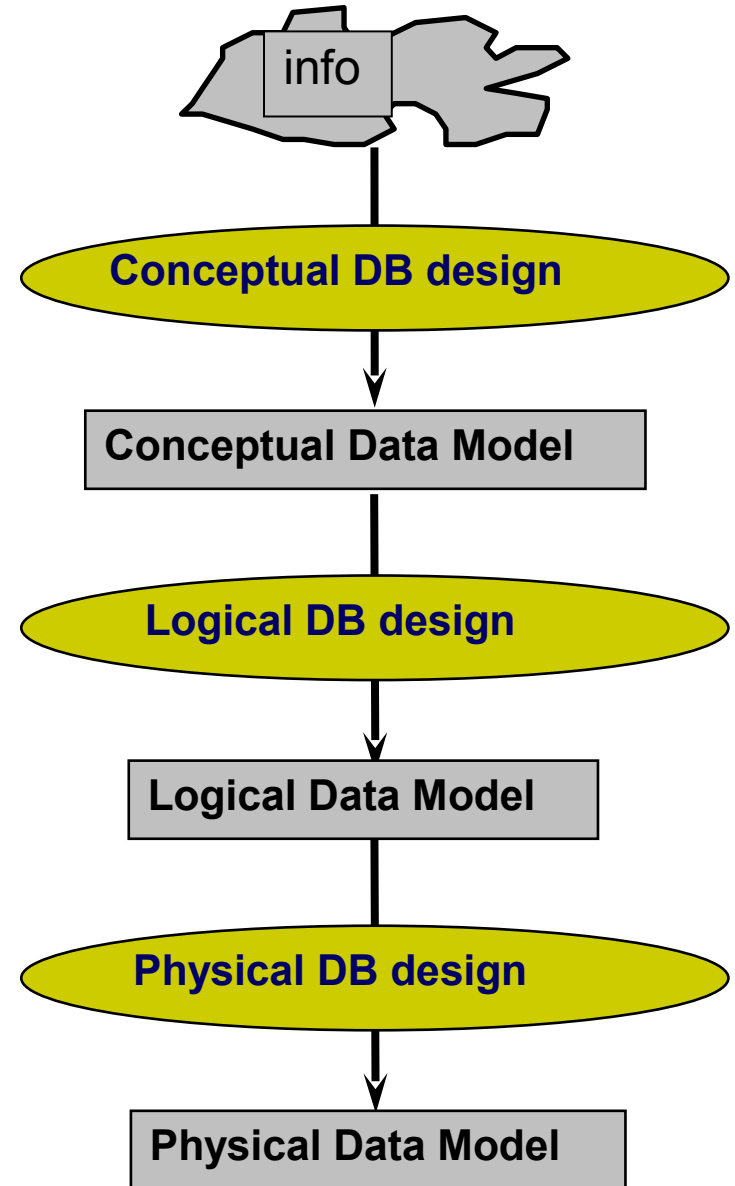 info
Conceptual DB design
Conceptual Data Model
Logical DB design
Logical Data Model
Physical DB design
Physical Data Model